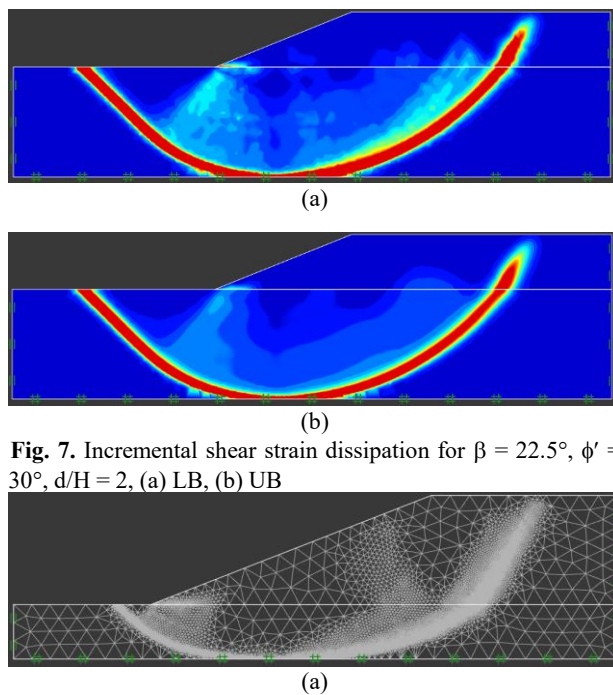 (a)
(b)
Fig. 7. Incremental shear strain dissipation for β = 22.5°, ϕ′ =
30°, d/H = 2, (a) LB, (b) UB
(a)